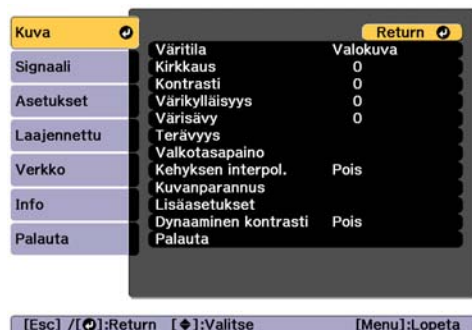 Kuva
Signaali
Asetukset
Laajennettu
Verkko
Info
Palauta
Return
Väritila Valokuva
Kirkkaus 0
Kontrasti 0
Värikylläisyys 0
Värisävy 0
Terävyys
Valkotasapaino
Kehyksen interpol. Pois
Kuvanparannus
Lisäasetukset
Dynaaminen kontrasti Pois
Palauta
[Esc] /[⏎]:Return [◆]:Valitse [Menu]:Lopeta